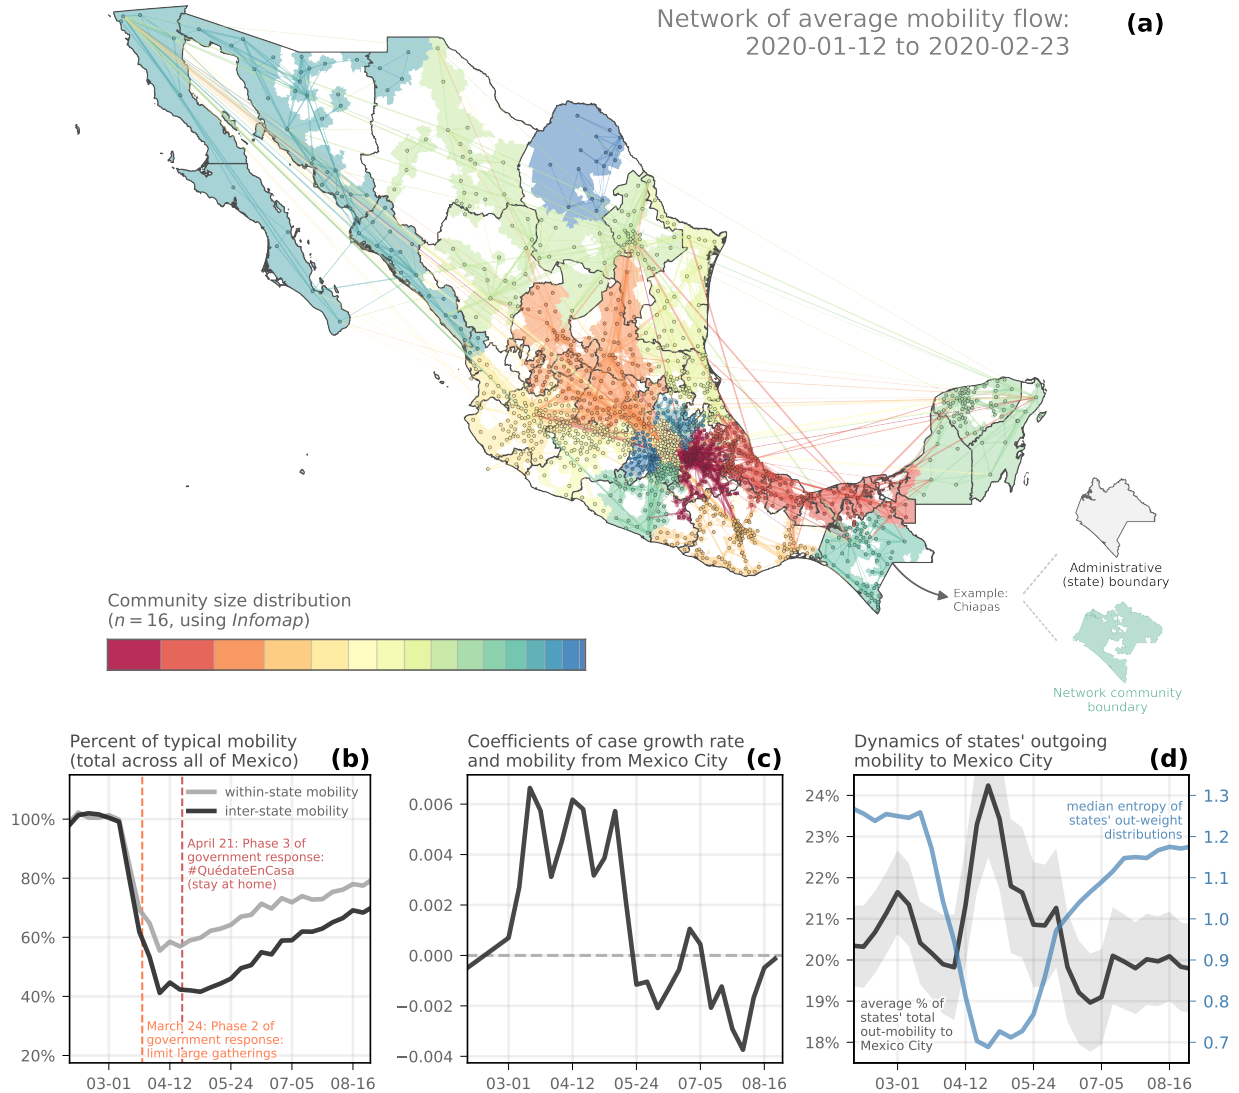 Network of average mobility flow:
2020-01-12 to 2020-02-23
(a)
Community size distribution
(n = 16, using Infomap)
Example:
Chiapas
Administrative
(state) boundary
Network community
boundary
Percent of typical mobility
(total across all of Mexico)
(b)
within-state mobility
inter-state mobility
April 21: Phase 3 of
government response:
#QuédateEnCasa
(stay at home)
March 24: Phase 2 of
government response:
limit large gatherings
100%
80%
60%
40%
20%
03-01 04-12 05-24 07-05 08-16
Coefficients of case growth rate
and mobility from Mexico City
(c)
0.006
0.004
0.002
0.000
−0.002
−0.004
03-01 04-12 05-24 07-05 08-16
Dynamics of states' outgoing
mobility to Mexico City
(d)
median entropy of
states' out-weight
distributions
average % of
states' total
out-mobility to
Mexico City
24%
23%
22%
21%
20%
19%
18%
1.3
1.2
1.1
1.0
0.9
0.8
0.7
03-01 04-12 05-24 07-05 08-16